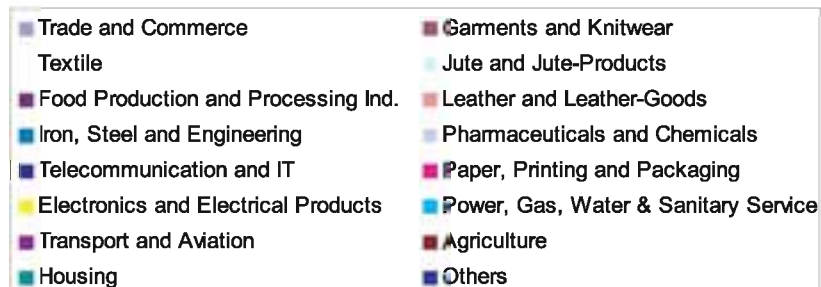 Trade and Commerce
Garments and Knitwear
Textile
Jute and Jute-Products
Food Production and Processing Ind.
Leather and Leather-Goods
Iron, Steel and Engineering
Pharmaceuticals and Chemicals
Telecommunication and IT
Paper, Printing and Packaging
Electronics and Electrical Products
Power, Gas, Water & Sanitary Service
Transport and Aviation
Agriculture
Housing
Others